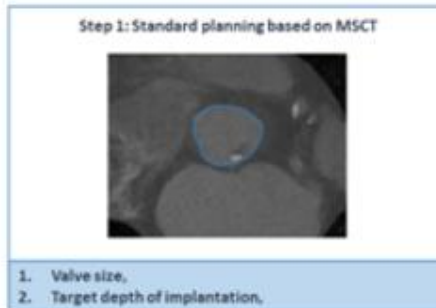 Step 1: Standard planning based on MSCT
1. Valve size,
2. Target depth of implantation,